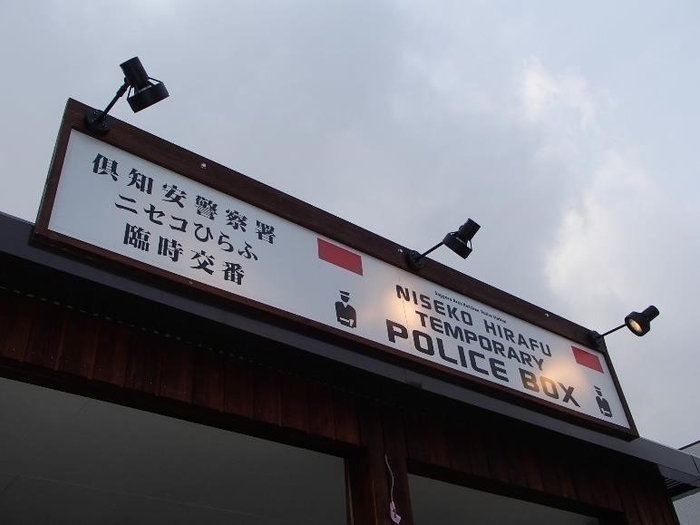 倶知安警察署
ニセコひらふ
臨時交番
NISEKO HIRAFU
TEMPORARY
POLICE BOX